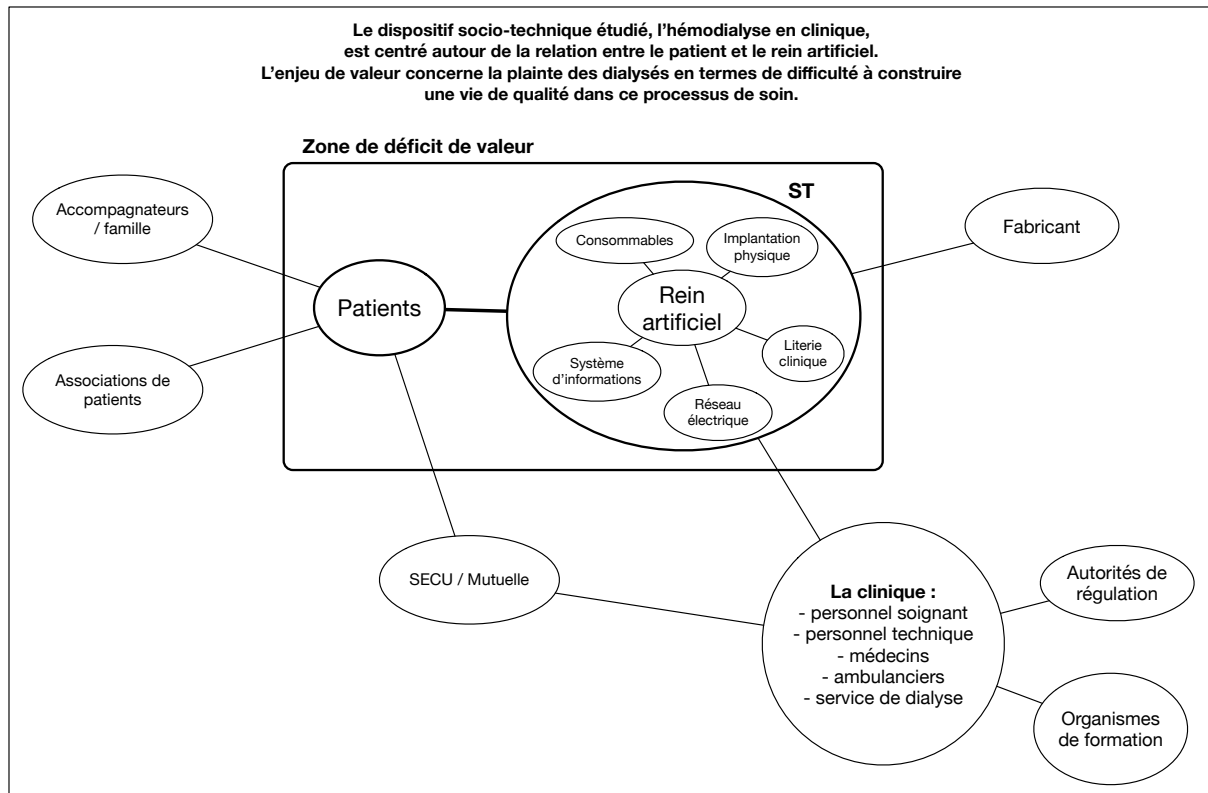 Le dispositif socio-technique étudié, l’hémodialyse en clinique,
est centré autour de la relation entre le patient et le rein artificiel.
L’enjeu de valeur concerne la plainte des dialysés en termes de difficulté à construire
une vie de qualité dans ce processus de soin.
Zone de déficit de valeur
ST
Accompagnateurs
/ famille
Consommables
Implantation
physique
Fabricant
Patients
Rein
artificiel
Literie
clinique
Système
d’informations
Associations de
patients
Réseau
électrique
SECU / Mutuelle
La clinique :
- personnel soignant
- personnel technique
- médecins
- ambulanciers
- service de dialyse
Autorités de
régulation
Organismes
de formation